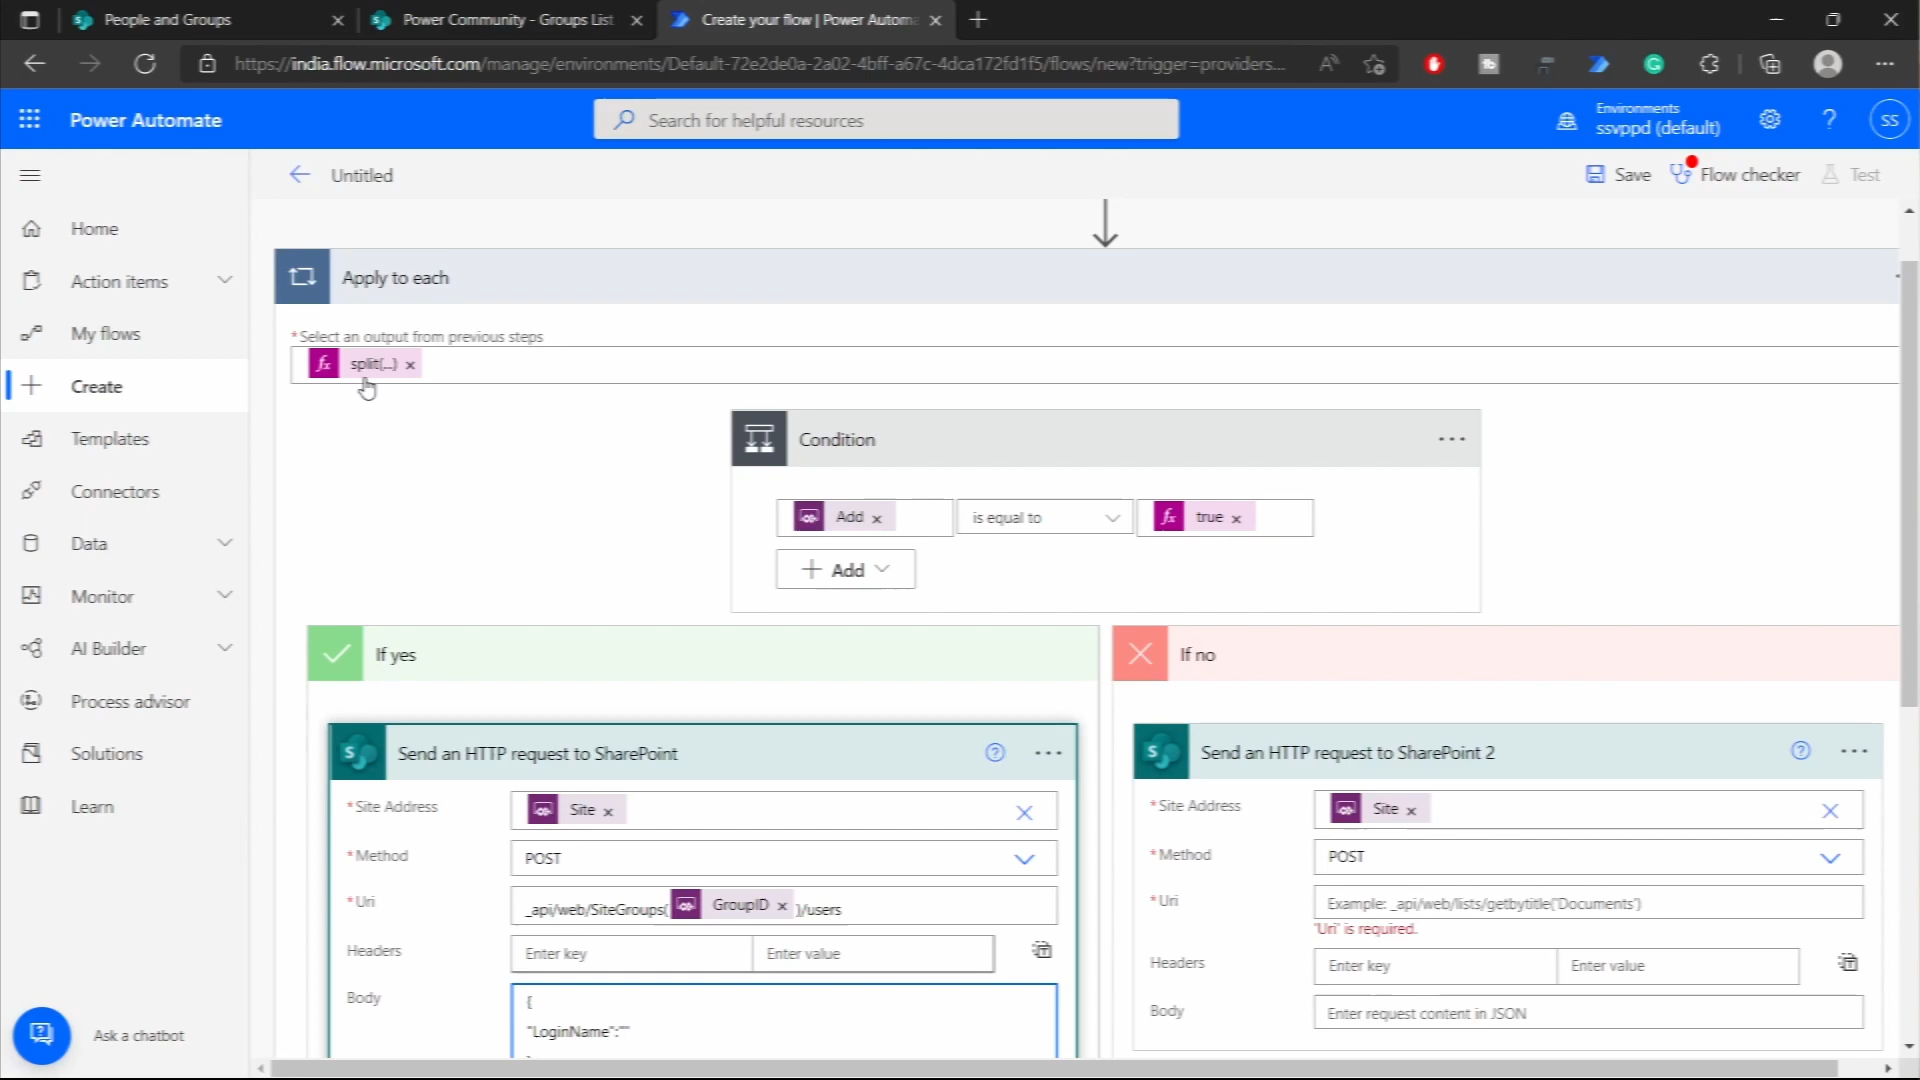 People and Groups
Power Community - Groups List
Create your flow | Power Autom
https://india.flow.microsoft.com/manage/environments/Default-72e2de0a-2a02-4bff-a67c-4dca172fd1f5/flows/new?trigger=providers...
Power Automate
Search for helpful resources
Environments
ssvppd (default)
SS
Untitled
Save
Flow checker
Test
Home
Action items
My flows
Create
Templates
Connectors
Data
Monitor
AI Builder
Process advisor
Solutions
Learn
Ask a chatbot
Apply to each
*Select an output from previous steps
fx split(...) ×
Condition
Add ×
is equal to
fx true ×
+ Add
If yes
If no
Send an HTTP request to SharePoint
*Site Address
Site ×
*Method
POST
*Uri
_api/web/SiteGroups( GroupID × )/users
Headers
Enter key
Enter value
Body
{
"LoginName":""
Send an HTTP request to SharePoint 2
*Site Address
Site ×
*Method
POST
*Uri
Example: _api/web/lists/getbytitle('Documents')
'Uri' is required.
Headers
Enter key
Enter value
Body
Enter request content in JSON